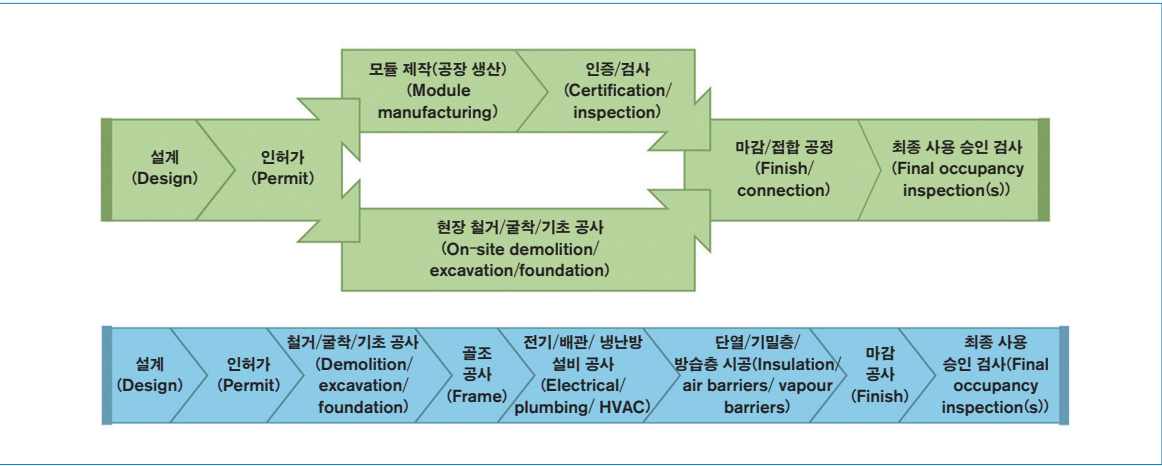 설계
(Design)
인허가
(Permit)
모듈 제작(공장 생산)
(Module
manufacturing)
인증/검사
(Certification/
inspection)
현장 철거/굴착/기초 공사
(On-site demolition/
excavation/foundation)
마감/접합 공정
(Finish/
connection)
최종 사용 승인 검사
(Final occupancy
inspection(s))
설계
(Design)
인허가
(Permit)
철거/굴착/기초 공사
(Demolition/
excavation/
foundation)
골조
공사
(Frame)
전기/배관/ 냉난방
설비 공사
(Electrical/
plumbing/ HVAC)
단열/기밀층/
방습층 시공(Insulation/
air barriers/ vapour
barriers)
마감
공사
(Finish)
최종 사용
승인 검사(Final
occupancy
inspection(s))